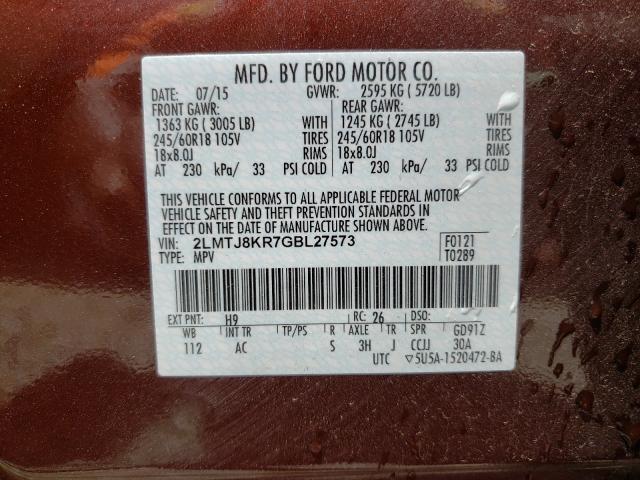 MFD. BY FORD MOTOR CO.
DATE: 07/15 GVWR: 2595 KG ( 5720 LB)
FRONT GAWR: REAR GAWR:
1363 KG ( 3005 LB) WITH 1245 KG ( 2745 LB) WITH
245/60R18 105V TIRES 245/60R18 105V TIRES
18x8.0J RIMS 18x8.0J RIMS
AT 230 kPa/ 33 PSI COLD AT 230 kPa/ 33 PSI COLD
THIS VEHICLE CONFORMS TO ALL APPLICABLE FEDERAL MOTOR
VEHICLE SAFETY AND THEFT PREVENTION STANDARDS IN
EFFECT ON THE DATE OF MANUFACTURE SHOWN ABOVE.
VIN: 2LMTJ8KR7GBL27573 F0121
TYPE: MPV T0289
EXT PNT: H9 RC: 26 DSO:
WB INT TR TP/PS R AXLE TR SPR GD91Z
112 AC S 3H J CCJJ 30A
UTC ▽5U5A-1520472-BA